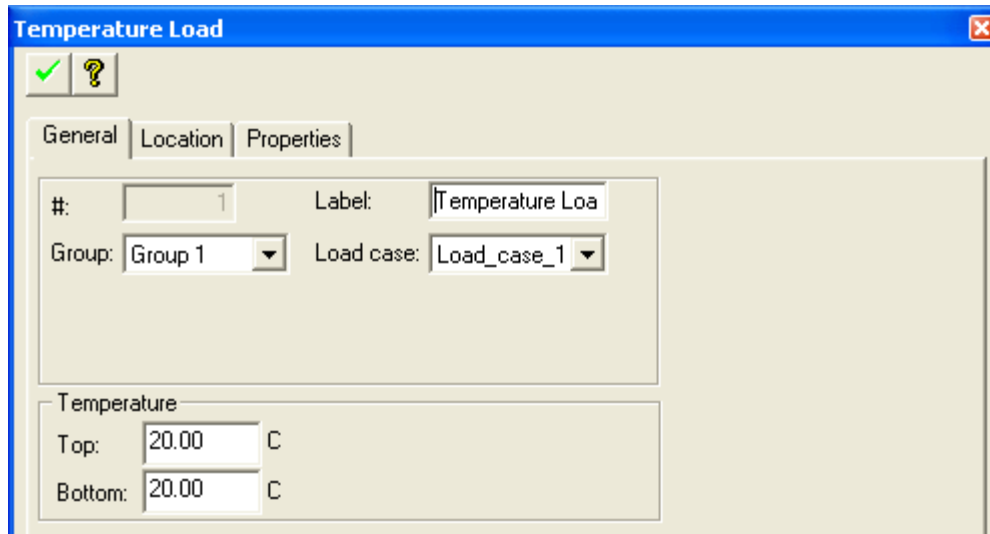 Temperature Load
General Location Properties
#: 1 Label: Temperature Loa
Group: Group 1 Load case: Load_case_1
Temperature
Top: 20.00 C
Bottom: 20.00 C